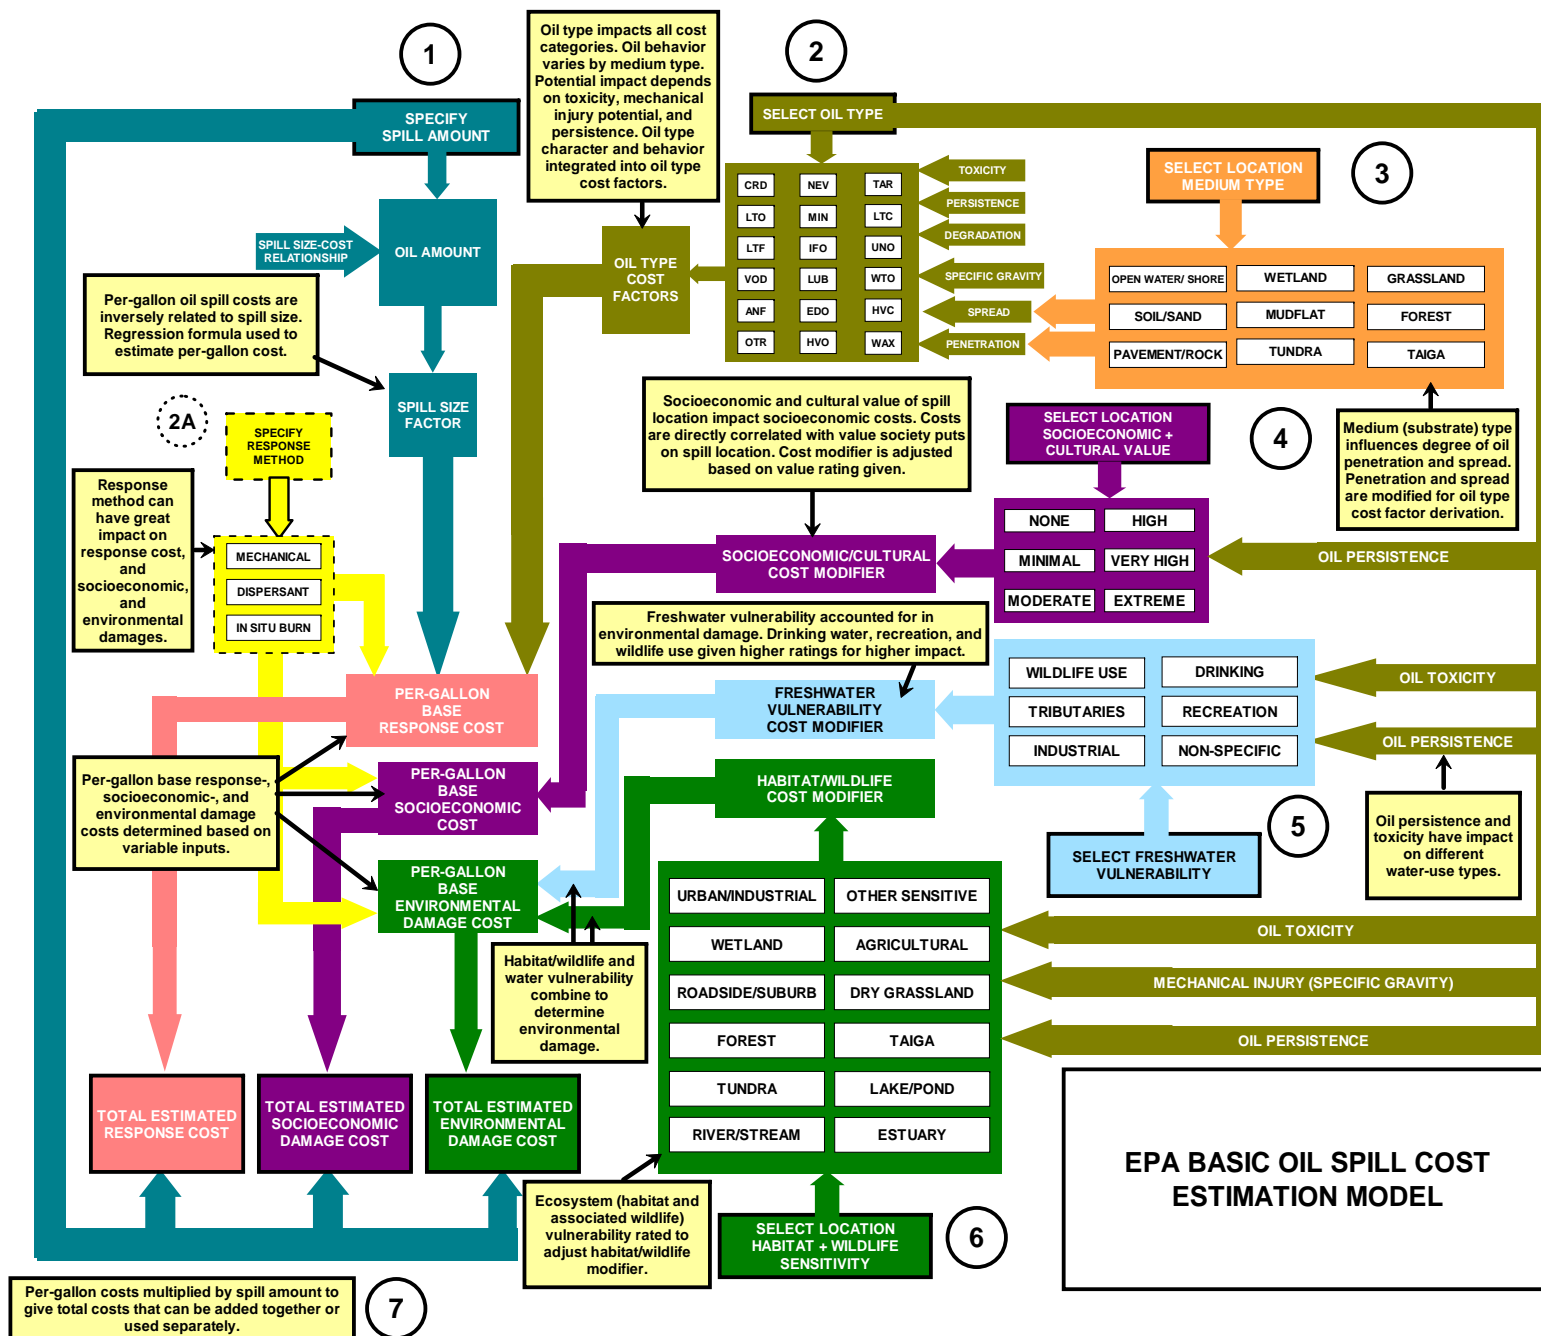 1
SPECIFY
SPILL AMOUNT
Oil type impacts all cost
categories. Oil behavior
varies by medium type.
Potential impact depends
on toxicity, mechanical
injury potential, and
persistence. Oil type
character and behavior
integrated into oil type
cost factors.
2
SELECT OIL TYPE
CRD
NEV
TAR
LTO
MIN
LTC
LTF
IFO
UNO
VOD
LUB
WTO
ANF
EDO
HVC
OTR
HVO
WAX
TOXICITY
PERSISTENCE
DEGRADATION
SPECIFIC GRAVITY
SPREAD
PENETRATION
SELECT LOCATION
MEDIUM TYPE
3
OPEN WATER/ SHORE
WETLAND
GRASSLAND
SOIL/SAND
MUDFLAT
FOREST
PAVEMENT/ROCK
TUNDRA
TAIGA
SPILL SIZE-COST
RELATIONSHIP
OIL AMOUNT
OIL TYPE
COST
FACTORS
Per-gallon oil spill costs are
inversely related to spill size.
Regression formula used to
estimate per-gallon cost.
SPILL SIZE
FACTOR
2A
SPECIFY
RESPONSE
METHOD
Response
method can
have great
impact on
response cost,
and
socioeconomic,
and
environmental
damages.
MECHANICAL
DISPERSANT
IN SITU BURN
Socioeconomic and cultural value of spill
location impact socioeconomic costs. Costs
are directly correlated with value society puts
on spill location. Cost modifier is adjusted
based on value rating given.
SELECT LOCATION
SOCIOECONOMIC +
CULTURAL VALUE
4
Medium (substrate) type
influences degree of oil
penetration and spread.
Penetration and spread
are modified for oil type
cost factor derivation.
NONE
HIGH
MINIMAL
VERY HIGH
MODERATE
EXTREME
OIL PERSISTENCE
SOCIOECONOMIC/CULTURAL
COST MODIFIER
Freshwater vulnerability accounted for in
environmental damage. Drinking water, recreation, and
wildlife use given higher ratings for higher impact.
WILDLIFE USE
DRINKING
TRIBUTARIES
RECREATION
INDUSTRIAL
NON-SPECIFIC
OIL TOXICITY
OIL PERSISTENCE
FRESHWATER
VULNERABILITY
COST MODIFIER
PER-GALLON
BASE
RESPONSE COST
Per-gallon base response-,
socioeconomic-, and
environmental damage
costs determined based on
variable inputs.
PER-GALLON
BASE
SOCIOECONOMIC
COST
HABITAT/WILDLIFE
COST MODIFIER
5
SELECT FRESHWATER
VULNERABILITY
Oil persistence and
toxicity have impact
on different
water-use types.
PER-GALLON
BASE
ENVIRONMENTAL
DAMAGE COST
URBAN/INDUSTRIAL
OTHER SENSITIVE
WETLAND
AGRICULTURAL
ROADSIDE/SUBURB
DRY GRASSLAND
FOREST
TAIGA
TUNDRA
LAKE/POND
RIVER/STREAM
ESTUARY
OIL TOXICITY
MECHANICAL INJURY (SPECIFIC GRAVITY)
OIL PERSISTENCE
Habitat/wildlife and
water vulnerability
combine to
determine
environmental
damage.
TOTAL ESTIMATED
RESPONSE COST
TOTAL ESTIMATED
SOCIOECONOMIC
DAMAGE COST
TOTAL ESTIMATED
ENVIRONMENTAL
DAMAGE COST
Ecosystem (habitat and
associated wildlife)
vulnerability rated to
adjust habitat/wildlife
modifier.
SELECT LOCATION
HABITAT + WILDLIFE
SENSITIVITY
6
EPA BASIC OIL SPILL COST
ESTIMATION MODEL
Per-gallon costs multiplied by spill amount to
give total costs that can be added together or
used separately.
7